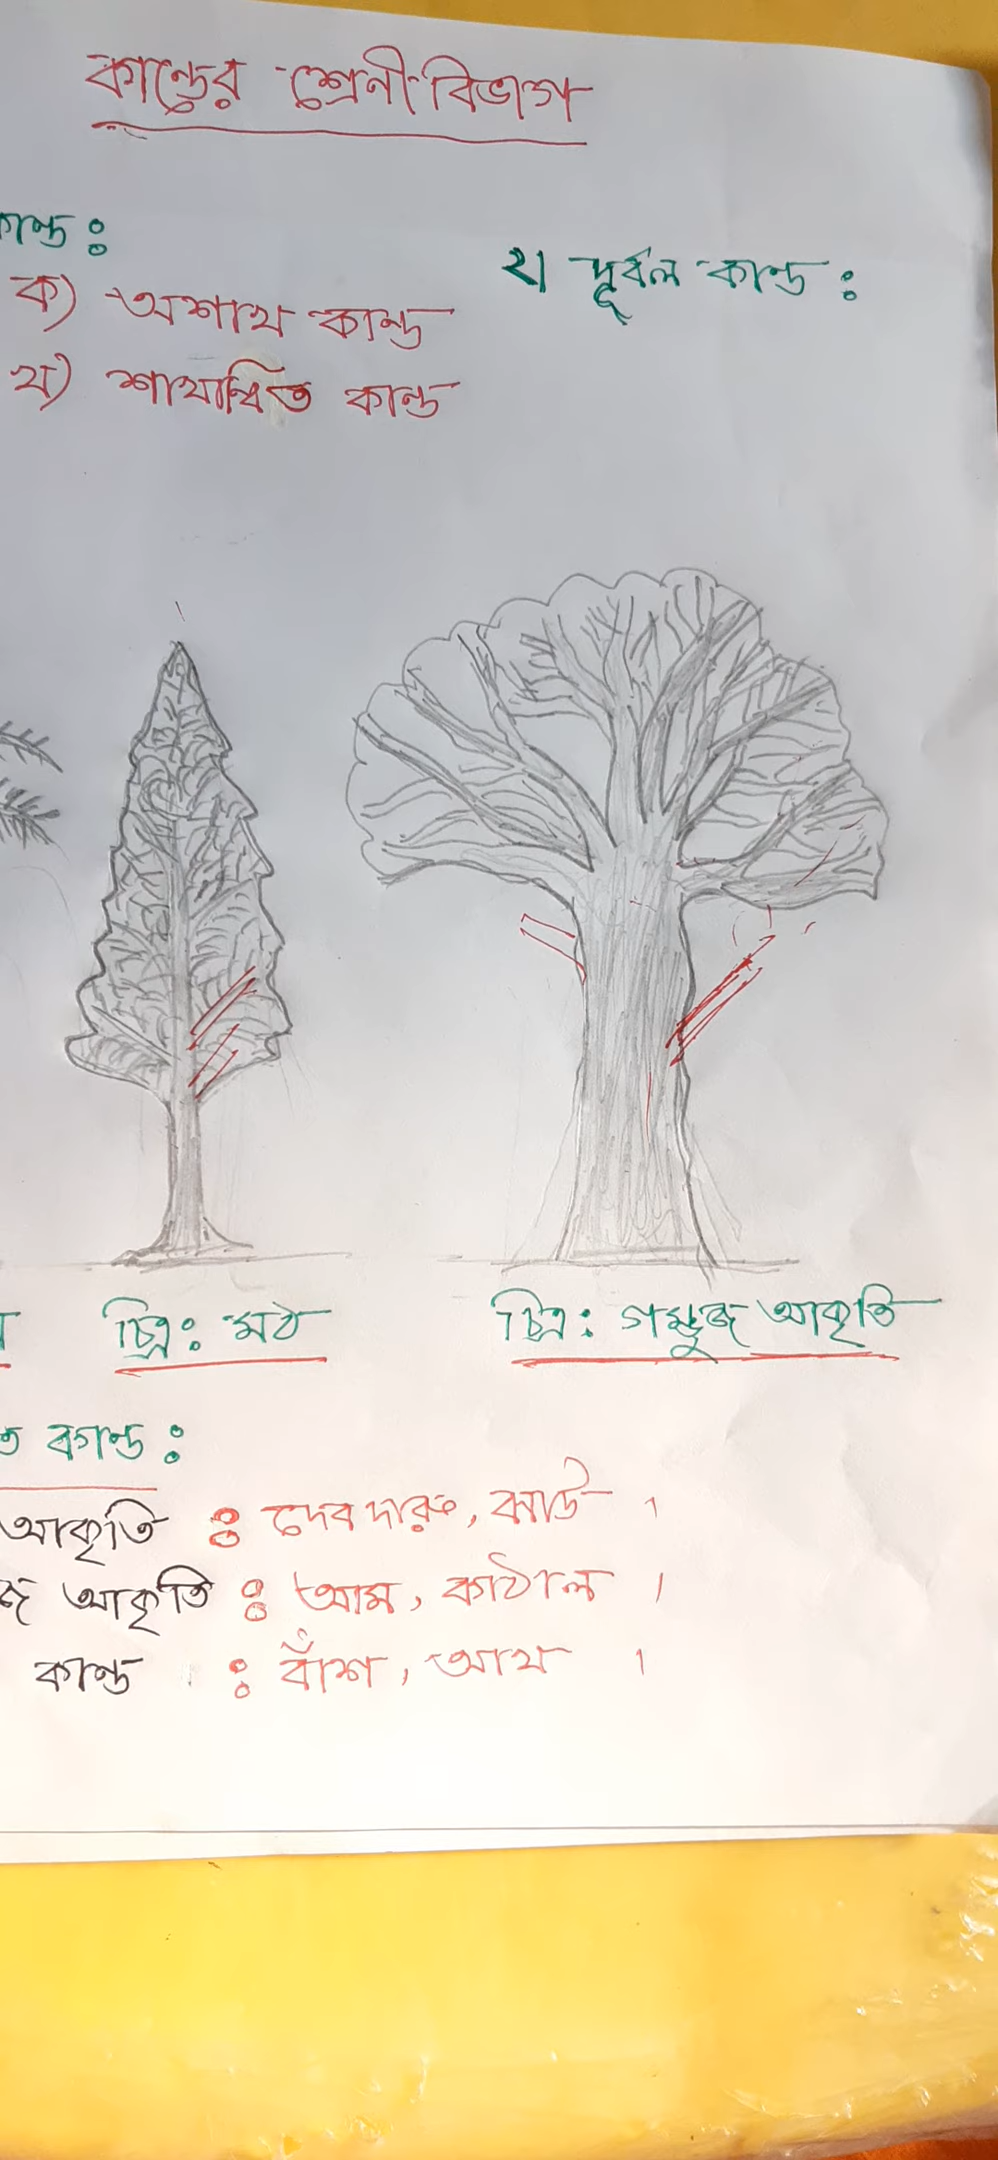 কান্ডের শ্রেনীবিভাগ
কান্ড :
ক) অশাখ কান্ড
খ) শাখান্বিত কান্ড
২। দূর্বল কান্ড :
চিত্র: মঠ
চিত্র: গম্বুজ আকৃতি
ত কান্ড :
আকৃতি : দেবদারু, ঝাউ ।
জ আকৃতি : আম, কাঠাল ।
কান্ড : বাঁশ, আখ ।